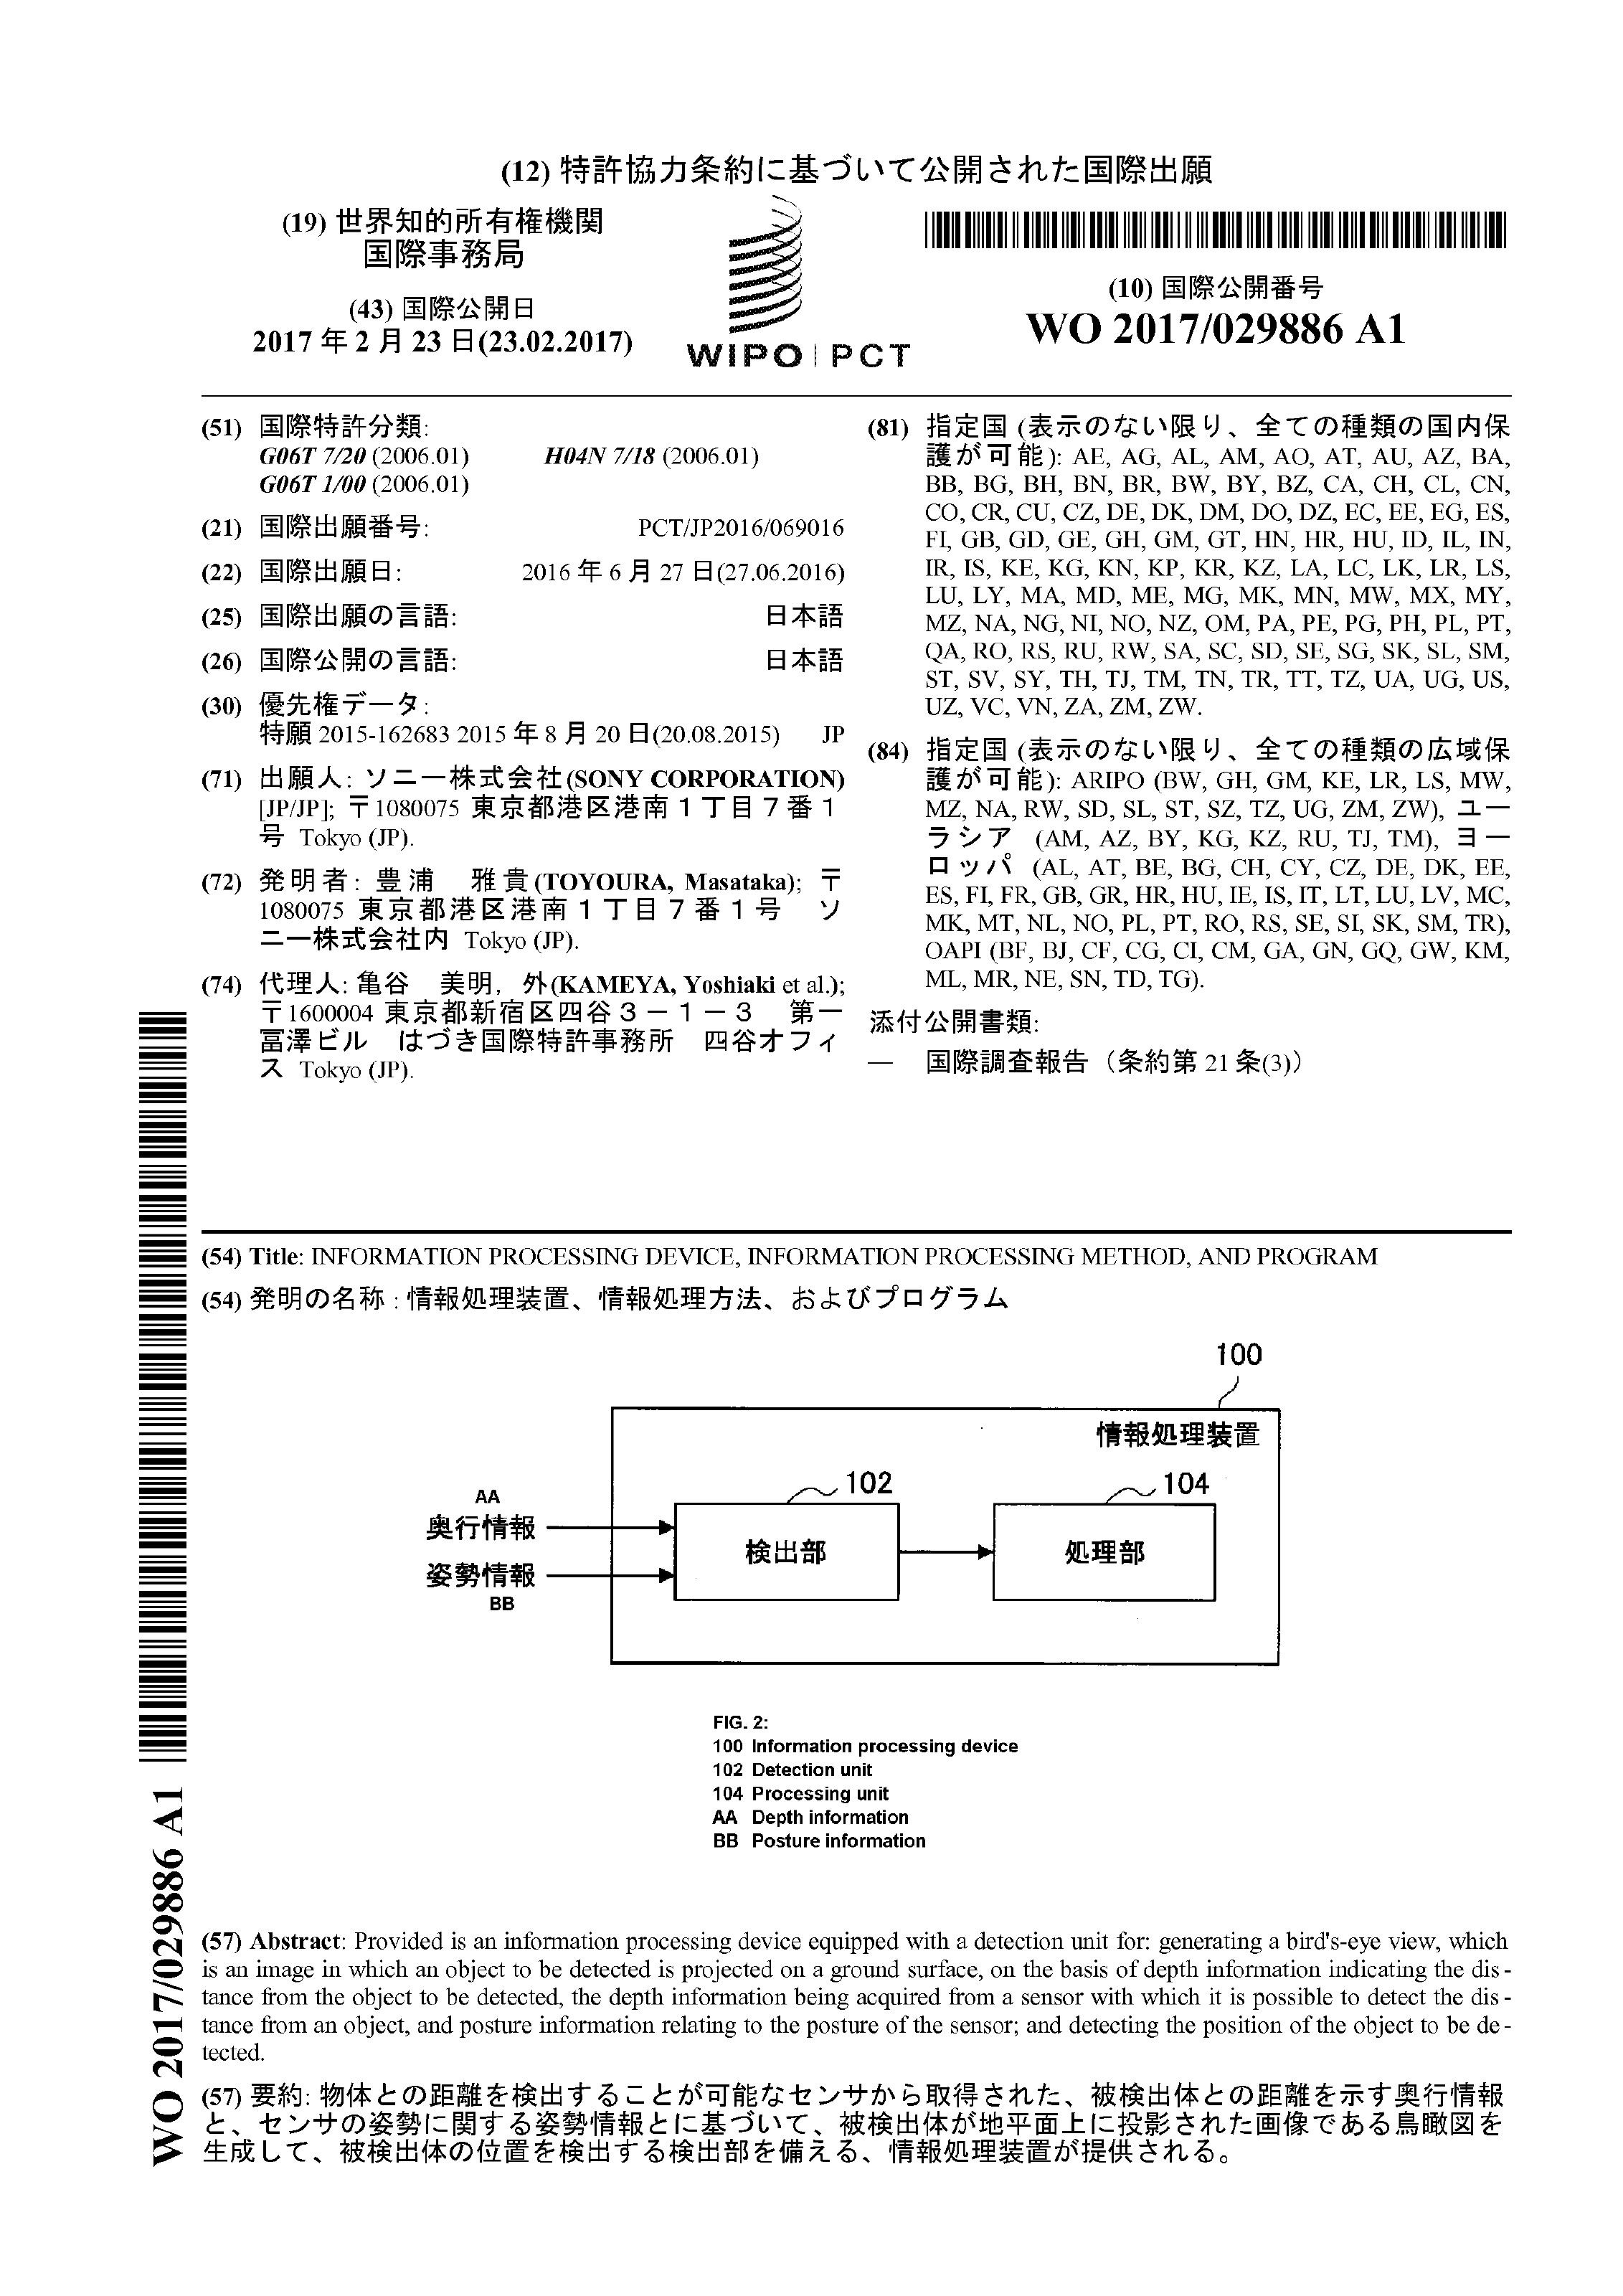 (12) 特許協力条約に基づいて公開された国際出願
(19) 世界知的所有権機関
国際事務局
(43) 国際公開日
2017 年 2 月 23 日(23.02.2017)
WIPO | PCT
(10) 国際公開番号
WO 2017/029886 A1
(51) 国際特許分類:
G06T 7/20 (2006.01) H04N 7/18 (2006.01)
G06T 1/00 (2006.01)
(21) 国際出願番号: PCT/JP2016/069016
(22) 国際出願日: 2016 年 6 月 27 日(27.06.2016)
(25) 国際出願の言語: 日本語
(26) 国際公開の言語: 日本語
(30) 優先権データ:
特願 2015-162683 2015 年 8 月 20 日(20.08.2015) JP
(71) 出願人: ソニー株式会社(SONY CORPORATION)
[JP/JP]; 〒1080075 東京都港区港南1丁目7番1
号 Tokyo (JP).
(72) 発明者: 豊浦 雅貴(TOYOURA, Masataka); 〒
1080075 東京都港区港南1丁目7番1号 ソ
ニー株式会社内 Tokyo (JP).
(74) 代理人: 亀谷 美明, 外(KAMEYA, Yoshiaki et al.);
〒1600004 東京都新宿区四谷3-1-3 第一
冨澤ビル はづき国際特許事務所 四谷オフィ
ス Tokyo (JP).
(81) 指定国 (表示のない限り、全ての種類の国内保
護が可能): AE, AG, AL, AM, AO, AT, AU, AZ, BA,
BB, BG, BH, BN, BR, BW, BY, BZ, CA, CH, CL, CN,
CO, CR, CU, CZ, DE, DK, DM, DO, DZ, EC, EE, EG, ES,
FI, GB, GD, GE, GH, GM, GT, HN, HR, HU, ID, IL, IN,
IR, IS, KE, KG, KN, KP, KR, KZ, LA, LC, LK, LR, LS,
LU, LY, MA, MD, ME, MG, MK, MN, MW, MX, MY,
MZ, NA, NG, NI, NO, NZ, OM, PA, PE, PG, PH, PL, PT,
QA, RO, RS, RU, RW, SA, SC, SD, SE, SG, SK, SL, SM,
ST, SV, SY, TH, TJ, TM, TN, TR, TT, TZ, UA, UG, US,
UZ, VC, VN, ZA, ZM, ZW.
(84) 指定国 (表示のない限り、全ての種類の広域保
護が可能): ARIPO (BW, GH, GM, KE, LR, LS, MW,
MZ, NA, RW, SD, SL, ST, SZ, TZ, UG, ZM, ZW), ユー
ラシア (AM, AZ, BY, KG, KZ, RU, TJ, TM), ヨー
ロッパ (AL, AT, BE, BG, CH, CY, CZ, DE, DK, EE,
ES, FI, FR, GB, GR, HR, HU, IE, IS, IT, LT, LU, LV, MC,
MK, MT, NL, NO, PL, PT, RO, RS, SE, SI, SK, SM, TR),
OAPI (BF, BJ, CF, CG, CI, CM, GA, GN, GQ, GW, KM,
ML, MR, NE, SN, TD, TG).
添付公開書類:
— 国際調査報告(条約第 21 条(3))
(54) Title: INFORMATION PROCESSING DEVICE, INFORMATION PROCESSING METHOD, AND PROGRAM
(54) 発明の名称 : 情報処理装置、情報処理方法、およびプログラム
100
情報処理装置
102
104
AA
奥行情報
検出部
処理部
姿勢情報
BB
FIG. 2:
100 Information processing device
102 Detection unit
104 Processing unit
AA Depth information
BB Posture information
(57) Abstract: Provided is an information processing device equipped with a detection unit for: generating a bird's-eye view, which
is an image in which an object to be detected is projected on a ground surface, on the basis of depth information indicating the dis-
tance from the object to be detected, the depth information being acquired from a sensor with which it is possible to detect the dis-
tance from an object, and posture information relating to the posture of the sensor; and detecting the position of the object to be de-
tected.
(57) 要約: 物体との距離を検出することが可能なセンサから取得された、被検出体との距離を示す奥行情報
と、センサの姿勢に関する姿勢情報とに基づいて、被検出体が地平面上に投影された画像である鳥瞰図を
生成して、被検出体の位置を検出する検出部を備える、情報処理装置が提供される。
WO 2017/029886 A1